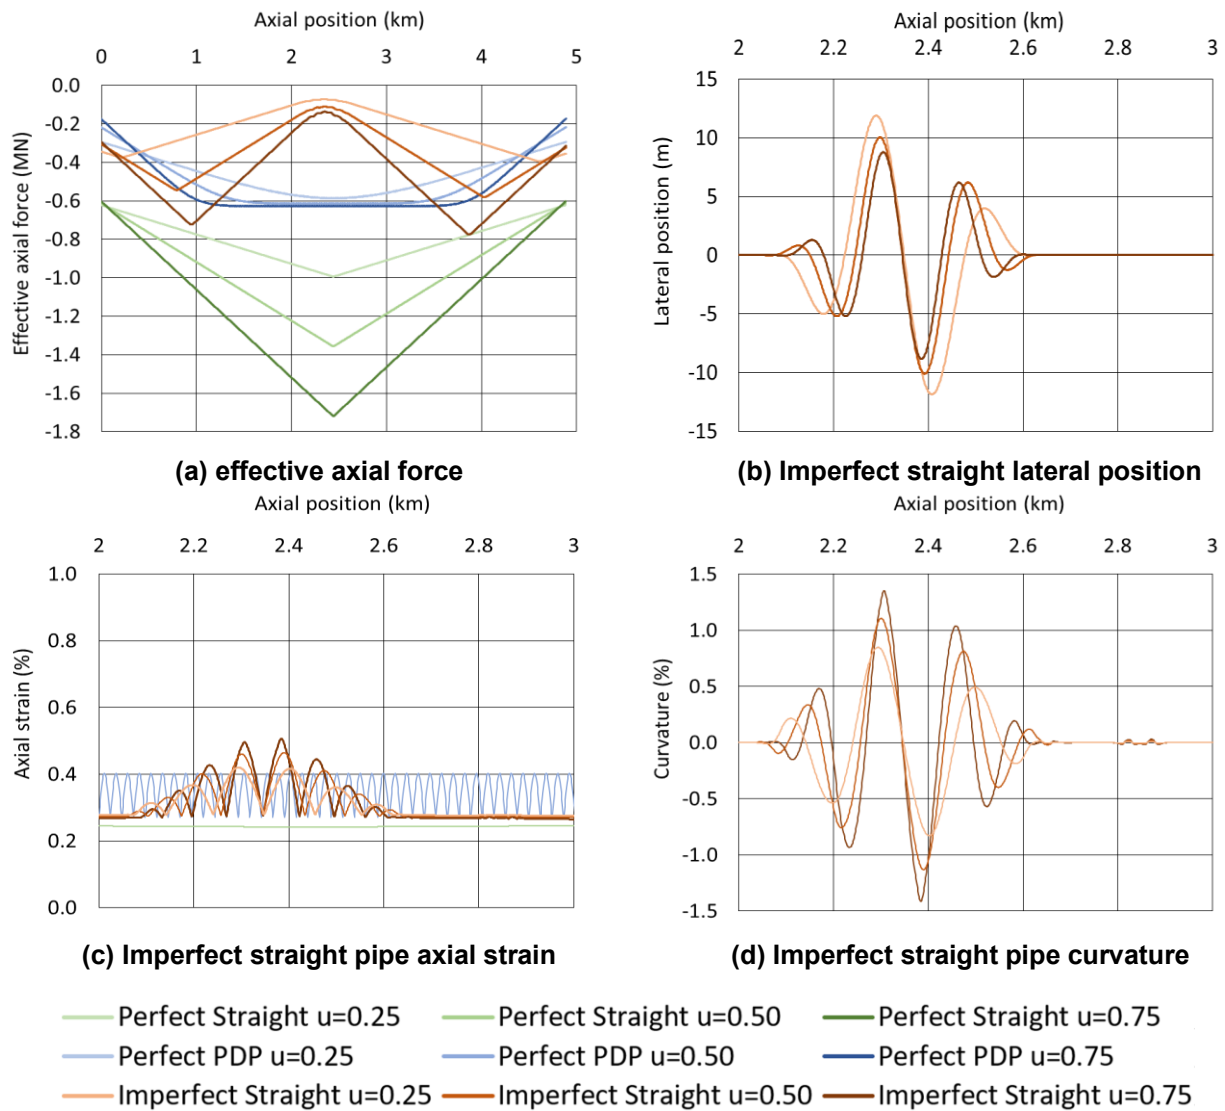 Axial position (km)
0 1 2 3 4 5
0.0
-0.2
-0.4
-0.6
-0.8
-1.0
-1.2
-1.4
-1.6
-1.8
Effective axial force (MN)
(a) effective axial force
Axial position (km)
2 2.2 2.4 2.6 2.8 3
15
10
5
0
-5
-10
-15
Lateral position (m)
(b) Imperfect straight lateral position
Axial position (km)
2 2.2 2.4 2.6 2.8 3
1.0
0.8
0.6
0.4
0.2
0.0
Axial strain (%)
(c) Imperfect straight pipe axial strain
Axial position (km)
2 2.2 2.4 2.6 2.8 3
1.5
1.0
0.5
0.0
-0.5
-1.0
-1.5
Curvature (%)
(d) Imperfect straight pipe curvature
Perfect Straight u=0.25 Perfect Straight u=0.50 Perfect Straight u=0.75
Perfect PDP u=0.25 Perfect PDP u=0.50 Perfect PDP u=0.75
Imperfect Straight u=0.25 Imperfect Straight u=0.50 Imperfect Straight u=0.75